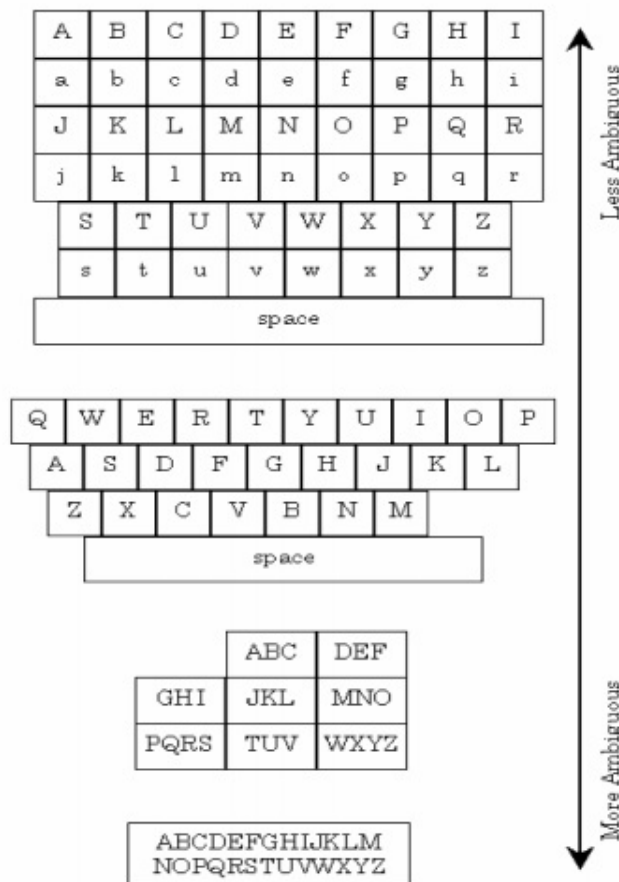 A B C D E F G H I
a b c d e f g h i
J K L M N O P Q R
j k l m n o p q r
S T U V W X Y Z
s t u v w x y z
space
Less Ambiguous
Q W E R T Y U I O P
A S D F G H J K L
Z X C V B N M
space
ABC DEF
GHI JKL MNO
PQRS TUV WXYZ
ABCDEFGHIJKLM
NOPQRSTUVWXYZ
More Ambiguous